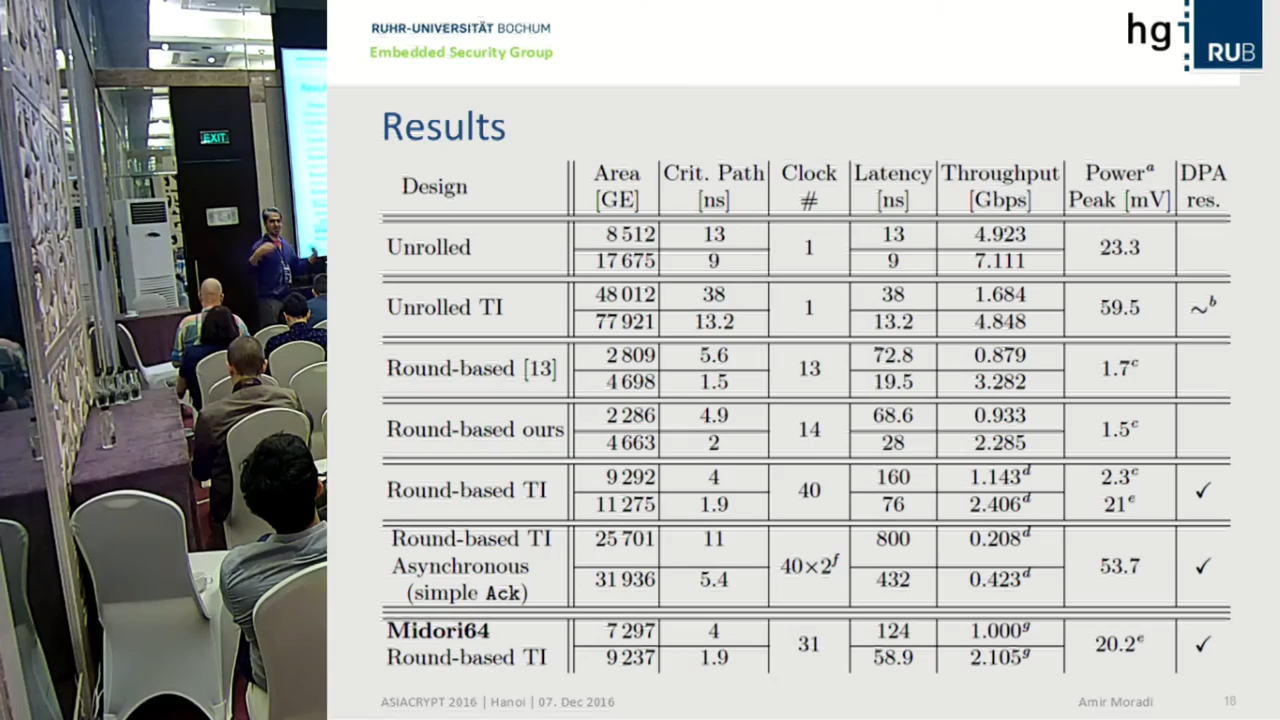 RUHR-UNIVERSITÄT BOCHUM
Embedded Security Group
hgi
RUB
EXIT
Results
Design Area [GE] Crit. Path [ns] Clock # Latency [ns] Throughput [Gbps] Power^a Peak [mV] DPA res.
Unrolled 8 512 13 1 13 4.923 23.3
17 675 9 9 7.111
Unrolled TI 48 012 38 1 38 1.684 59.5 ~^b
77 921 13.2 13.2 4.848
Round-based [13] 2 809 5.6 13 72.8 0.879 1.7^c
4 698 1.5 19.5 3.282
Round-based ours 2 286 4.9 14 68.6 0.933 1.5^c
4 663 2 28 2.285
Round-based TI 9 292 4 40 160 1.143^d 2.3^c ✓
11 275 1.9 76 2.406^d 21^e
Round-based TI 25 701 11 800 0.208^d
Asynchronous 40×2^f 53.7 ✓
(simple Ack) 31 936 5.4 432 0.423^d
Midori64 7 297 4 31 124 1.000^g 20.2^e ✓
Round-based TI 9 237 1.9 58.9 2.105^g
ASIACRYPT 2016 | Hanoi | 07. Dec 2016 Amir Moradi 18